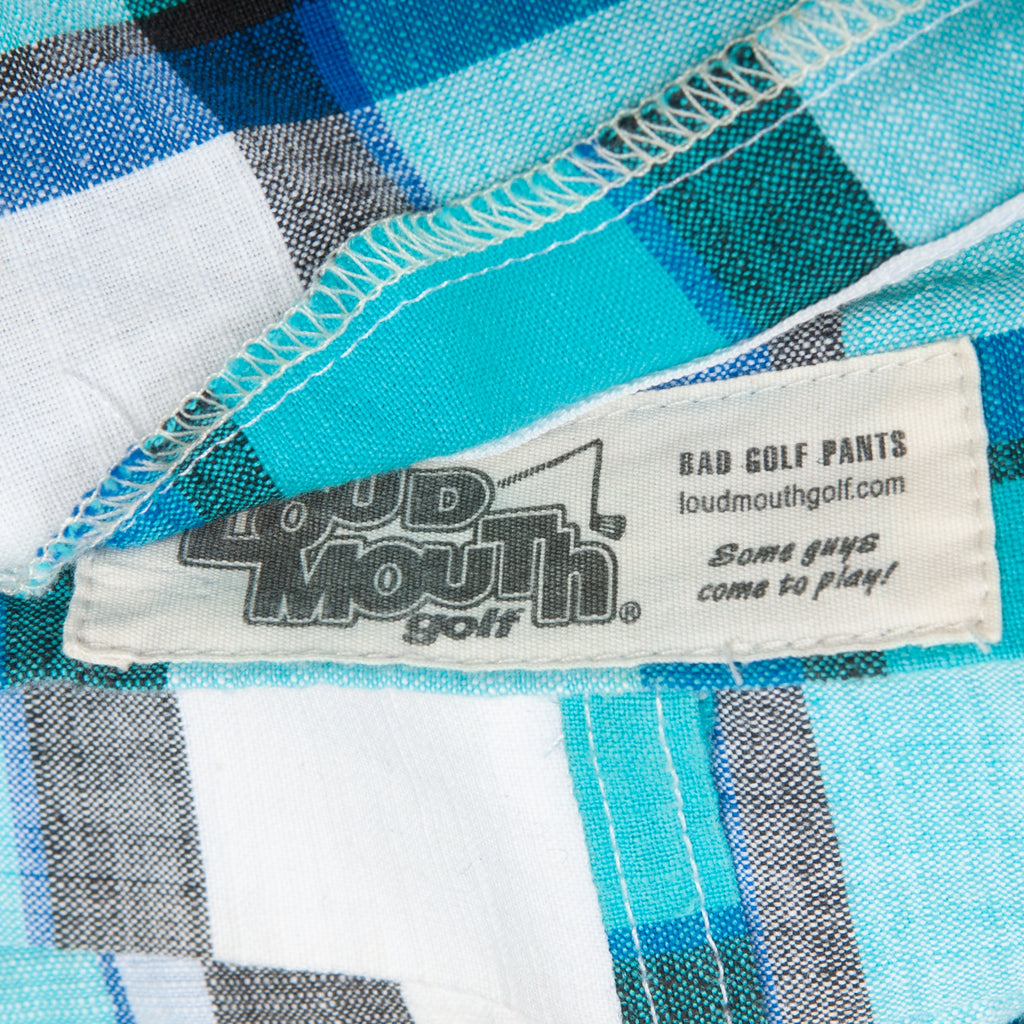 LOUD
MOUTh
golf®
BAD GOLF PANTS
loudmouthgolf.com
Some guys
come to play!